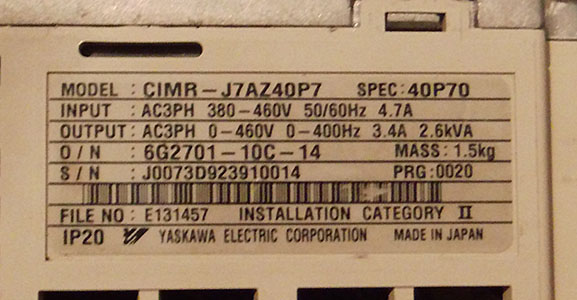 MODEL : CIMR-J7AZ40P7 SPEC: 40P70
INPUT : AC3PH 380-460V 50/60Hz 4.7A
OUTPUT: AC3PH 0-460V 0-400Hz 3.4A 2.6kVA
O / N : 6G2701-10C-14 MASS: 1.5kg
S / N : J0073D923910014 PRG: 0020
FILE NO : E131457 INSTALLATION CATEGORY II
IP20 YASKAWA ELECTRIC CORPORATION MADE IN JAPAN